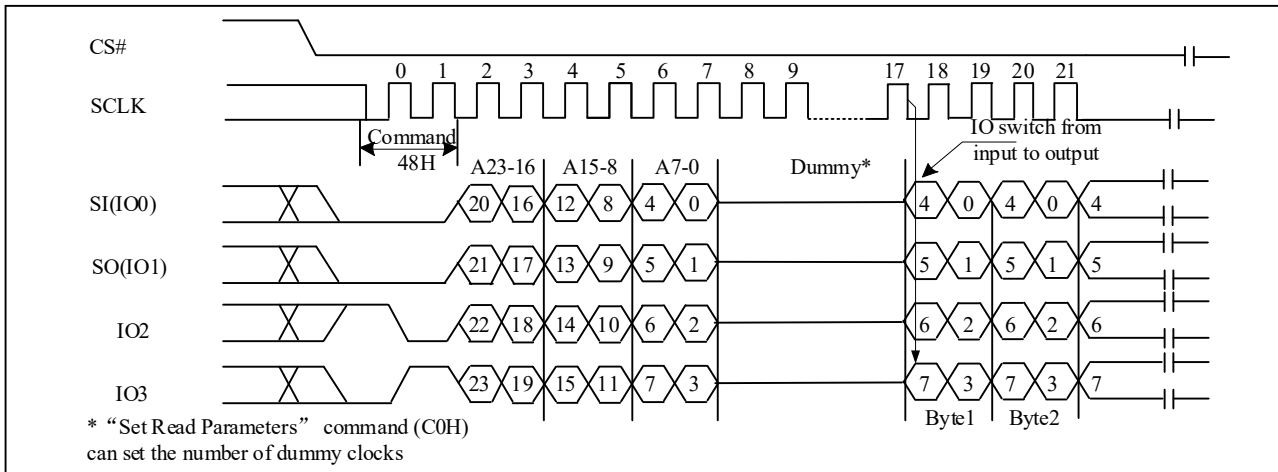 CS#
0 1 2 3 4 5 6 7 8 9 17 18 19 20 21
SCLK
Command
48H
IO switch from
input to output
A23-16 A15-8 A7-0 Dummy*
SI(IO0) 20 16 12 8 4 0 4 0 4 0 4
SO(IO1) 21 17 13 9 5 1 5 1 5 1 5
IO2 22 18 14 10 6 2 6 2 6 2 6
IO3 23 19 15 11 7 3 7 3 7 3 7
Byte1 Byte2
* “Set Read Parameters” command (C0H)
can set the number of dummy clocks